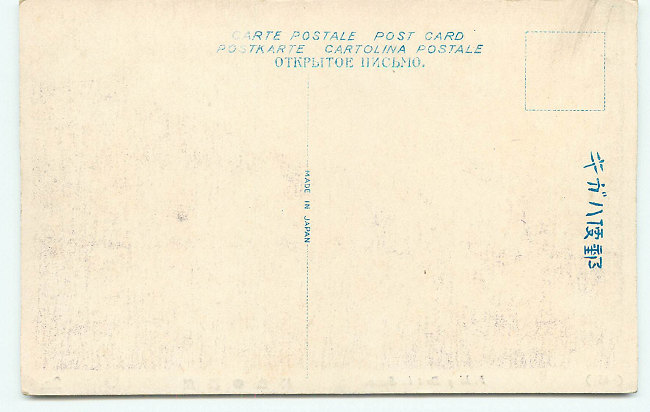 CARTE POSTALE POST CARD
POSTKARTE CARTOLINA POSTALE
ОТКРЫТОЕ ПИСЬМО.
MADE IN JAPAN
郵便ハガキ